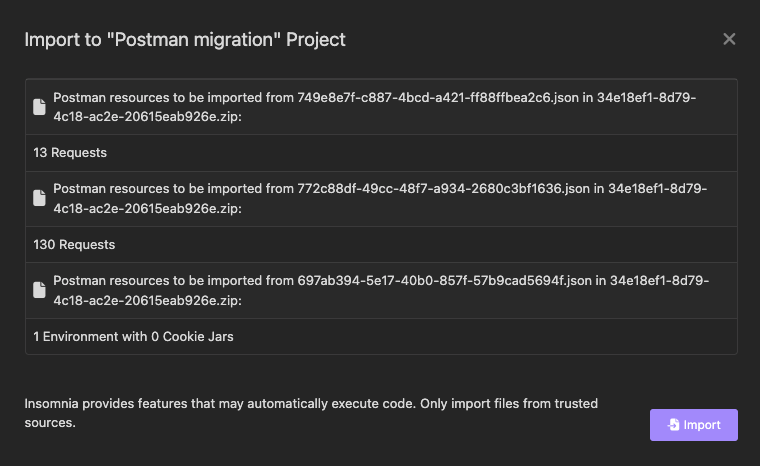 Import to "Postman migration" Project
Postman resources to be imported from 749e8e7f-c887-4bcd-a421-ff88ffbea2c6.json in 34e18ef1-8d79-
4c18-ac2e-20615eab926e.zip:
13 Requests
Postman resources to be imported from 772c88df-49cc-48f7-a934-2680c3bf1636.json in 34e18ef1-8d79-
4c18-ac2e-20615eab926e.zip:
130 Requests
Postman resources to be imported from 697ab394-5e17-40b0-857f-57b9cad5694f.json in 34e18ef1-8d79-
4c18-ac2e-20615eab926e.zip:
1 Environment with 0 Cookie Jars
Insomnia provides features that may automatically execute code. Only import files from trusted
sources.
Import